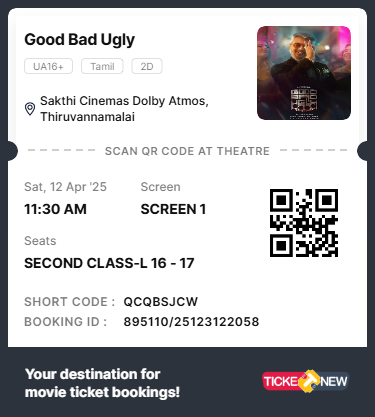 Good Bad Ugly
UA16+ Tamil 2D
Sakthi Cinemas Dolby Atmos,
Thiruvannamalai
SCAN QR CODE AT THEATRE
Sat, 12 Apr '25 Screen
11:30 AM SCREEN 1
Seats
SECOND CLASS-L 16 - 17
SHORT CODE : QCQBSJCW
BOOKING ID : 895110/25123122058
Your destination for
movie ticket bookings!
TICKE NEW